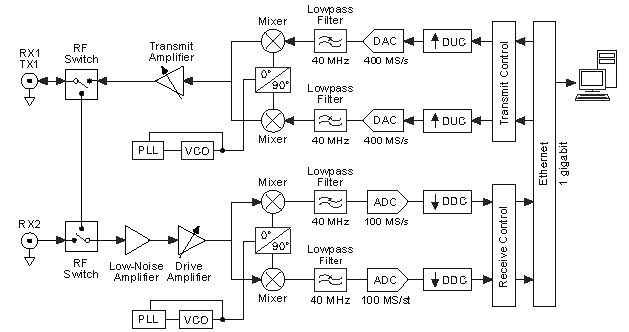 RX1
TX1
RF
Switch
Transmit
Amplifier
Mixer
0°
90°
Mixer
PLL
VCO
Lowpass
Filter
40 MHz
DAC
400 MS/s
DUC
Lowpass
Filter
40 MHz
DAC
400 MS/s
DUC
Transmit Control
Ethernet
1 gigabit
RX2
RF
Switch
Low-Noise
Amplifier
Drive
Amplifier
Mixer
0°
90°
Mixer
PLL
VCO
Lowpass
Filter
40 MHz
ADC
100 MS/s
DDC
Lowpass
Filter
40 MHz
ADC
100 MS/st
DDC
Receive Control